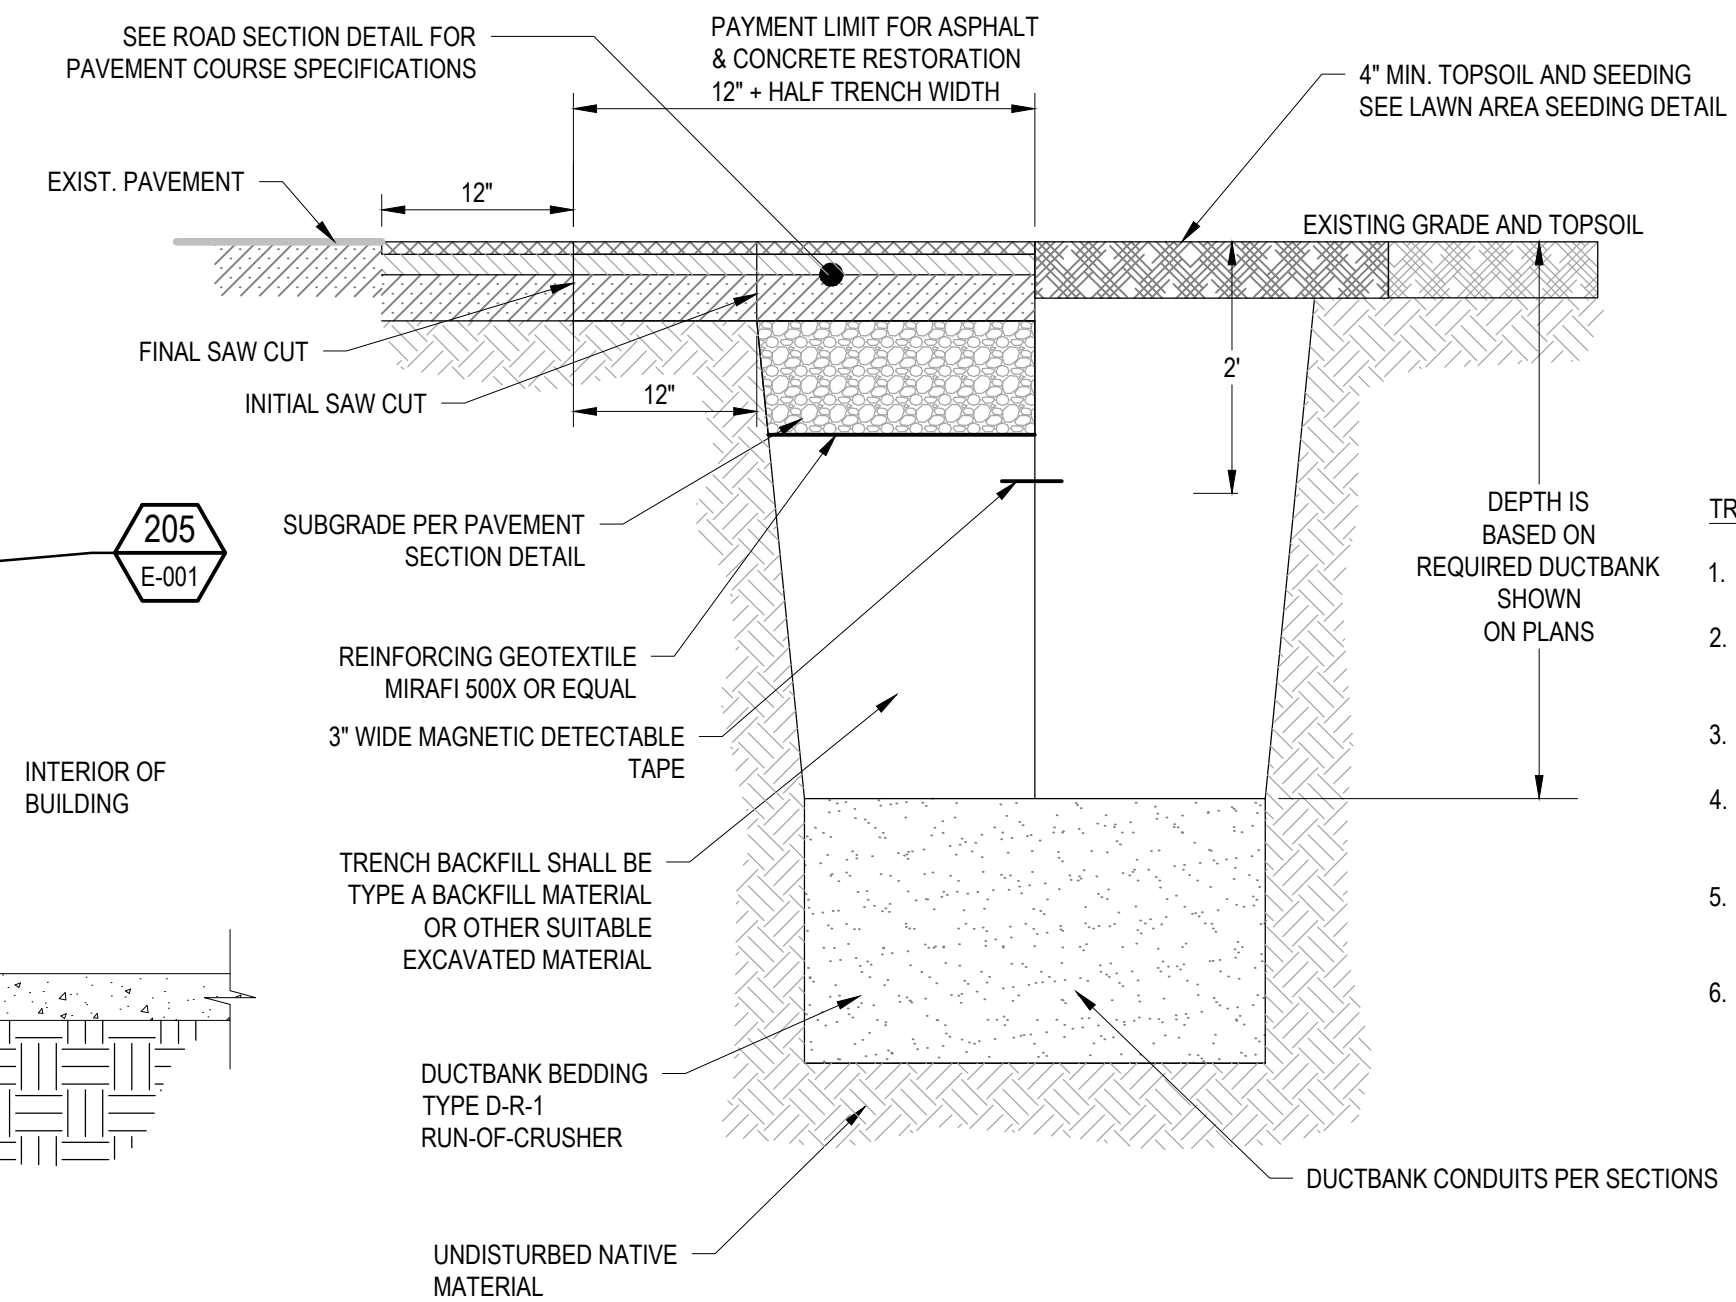 SEE ROAD SECTION DETAIL FOR
PAVEMENT COURSE SPECIFICATIONS
PAYMENT LIMIT FOR ASPHALT
& CONCRETE RESTORATION
12" + HALF TRENCH WIDTH
4" MIN. TOPSOIL AND SEEDING
SEE LAWN AREA SEEDING DETAIL
EXIST. PAVEMENT
12"
EXISTING GRADE AND TOPSOIL
FINAL SAW CUT
INITIAL SAW CUT
12"
2'
205
E-001
SUBGRADE PER PAVEMENT
SECTION DETAIL
DEPTH IS
BASED ON
REQUIRED DUCTBANK
SHOWN
ON PLANS
TR
1.
2.
3.
4.
5.
6.
REINFORCING GEOTEXTILE
MIRAFI 500X OR EQUAL
3" WIDE MAGNETIC DETECTABLE
TAPE
INTERIOR OF
BUILDING
TRENCH BACKFILL SHALL BE
TYPE A BACKFILL MATERIAL
OR OTHER SUITABLE
EXCAVATED MATERIAL
DUCTBANK BEDDING
TYPE D-R-1
RUN-OF-CRUSHER
DUCTBANK CONDUITS PER SECTIONS
UNDISTURBED NATIVE
MATERIAL